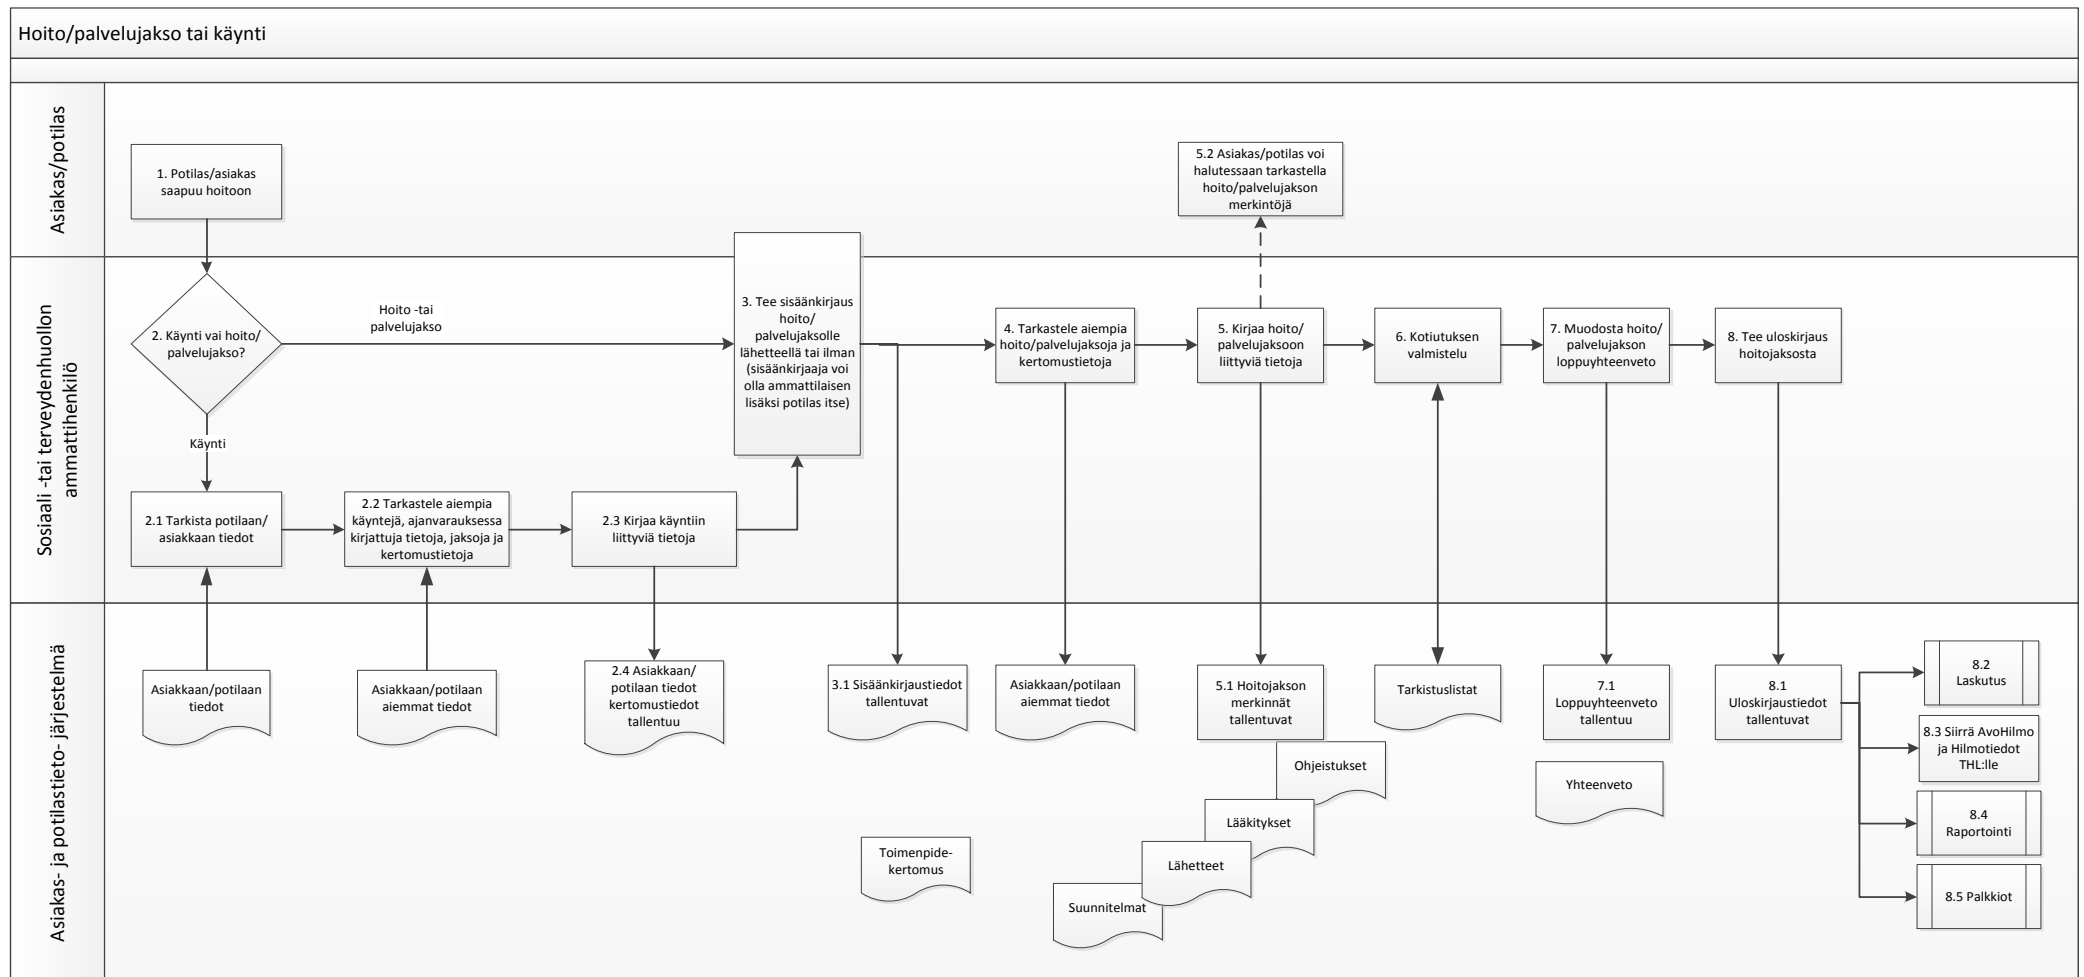 Hoito/palvelujakso tai käynti
Asiakas/potilas
1. Potilas/asiakas
saapuu hoitoon
5.2 Asiakas/potilas voi
halutessaan tarkastella
hoito/palvelujakson
merkintöjä
Sosiaali -tai terveydenhuollon
ammattihenkilö
2. Käynti vai hoito/
palvelujakso?
Hoito -tai
palvelujakso
Käynti
3. Tee sisäänkirjaus
hoito/
palvelujaksolle
lähetteellä tai ilman
(sisäänkirjaaja voi
olla ammattilaisen
lisäksi potilas itse)
4. Tarkastele aiempia
hoito/palvelujaksoja ja
kertomustietoja
5. Kirjaa hoito/
palvelujaksoon
liittyviä tietoja
6. Kotiutuksen
valmistelu
7. Muodosta hoito/
palvelujakson
loppuyhteenveto
8. Tee uloskirjaus
hoitojaksosta
2.1 Tarkista potilaan/
asiakkaan tiedot
2.2 Tarkastele aiempia
käyntejä, ajanvarauksessa
kirjattuja tietoja, jaksoja ja
kertomustietoja
2.3 Kirjaa käyntiin
liittyviä tietoja
Asiakas- ja potilastieto- järjestelmä
Asiakkaan/potilaan
tiedot
Asiakkaan/potilaan
aiemmat tiedot
2.4 Asiakkaan/
potilaan tiedot
kertomustiedot
tallentuu
3.1 Sisäänkirjaustiedot
tallentuvat
Asiakkaan/potilaan
aiemmat tiedot
5.1 Hoitojakson
merkinnät
tallentuvat
Tarkistuslistat
7.1
Loppuyhteenveto
tallentuu
8.1
Uloskirjaustiedot
tallentuvat
8.2
Laskutus
8.3 Siirrä AvoHilmo
ja Hilmotiedot
THL:lle
8.4
Raportointi
8.5 Palkkiot
Ohjeistukset
Lääkitykset
Lähetteet
Suunnitelmat
Yhteenveto
Toimenpide-
kertomus